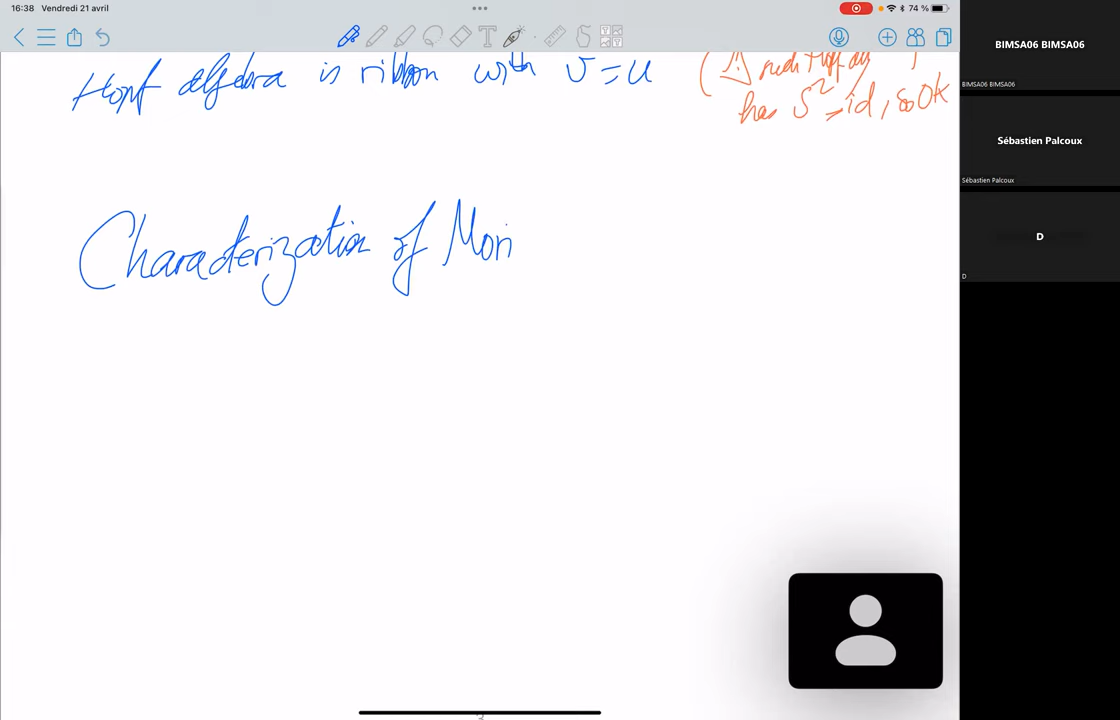 16:38 Vendredi 21 avril
74 %
BIMSA06 BIMSA06
BIMSA06 BIMSA06
Sébastien Palcoux
Sébastien Palcoux
D
D
Hopf algebra is ribbon with v = u
has S² = id, so OK
Characterization of Mori